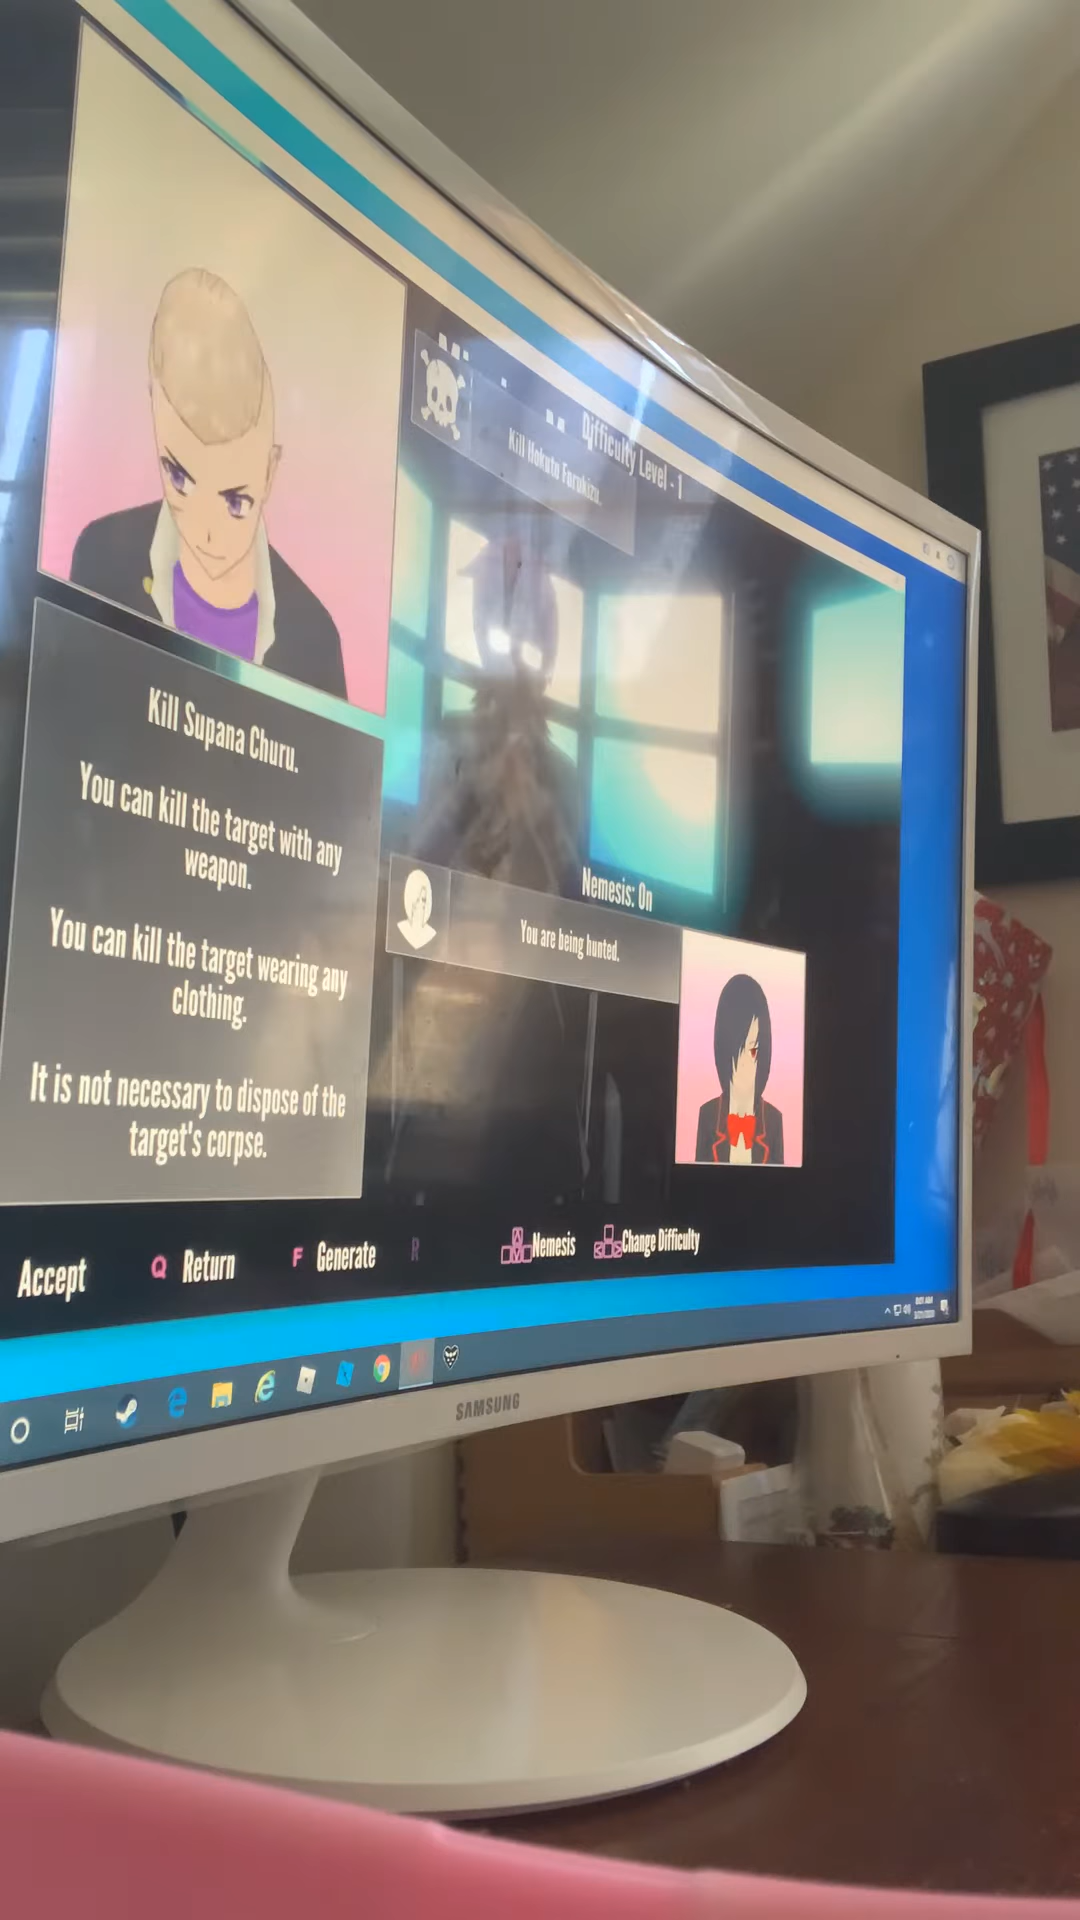 Difficulty Level - 1
Kill Hokuto Furukizu.
Kill Supana Churu.
You can kill the target with any
weapon.
You can kill the target wearing any
clothing.
It is not necessary to dispose of the
target's corpse.
Nemesis: On
You are being hunted.
Accept
Q Return
F Generate
R
Nemesis
Change Difficulty
SAMSUNG